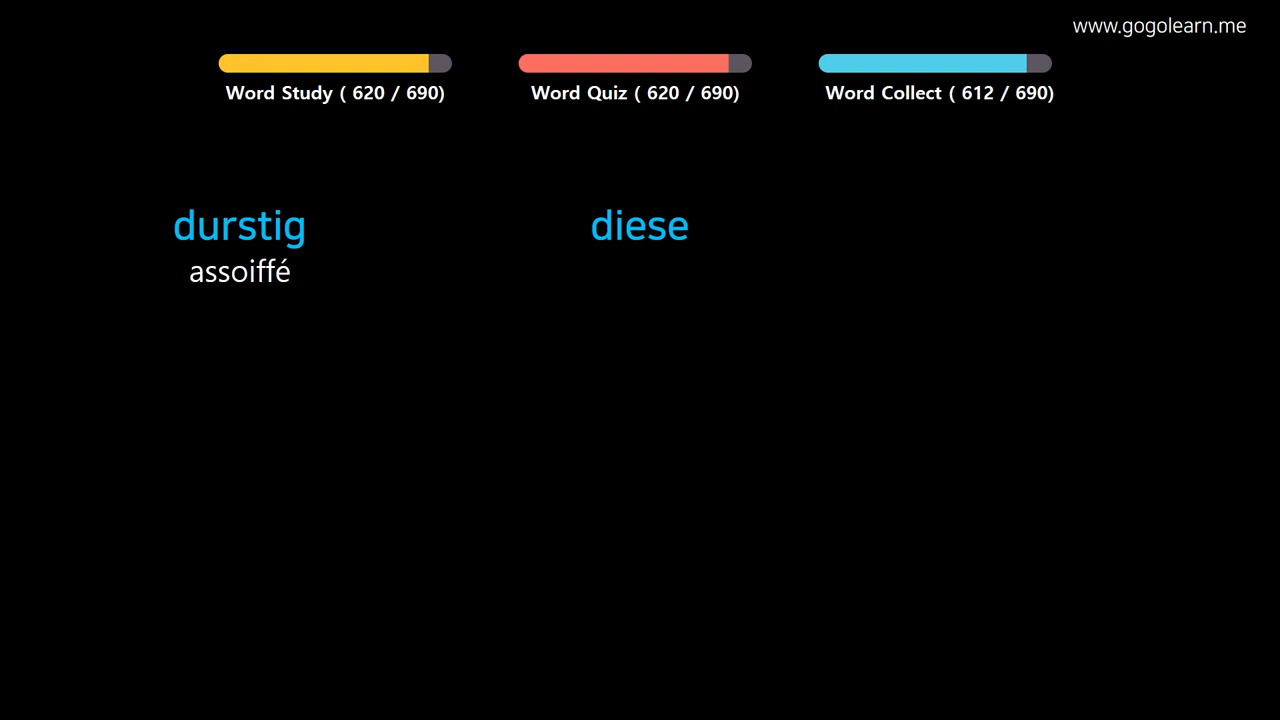 www.gogolearn.me
Word Study ( 620 / 690)
Word Quiz ( 620 / 690)
Word Collect ( 612 / 690)
durstig
assoiffé
diese